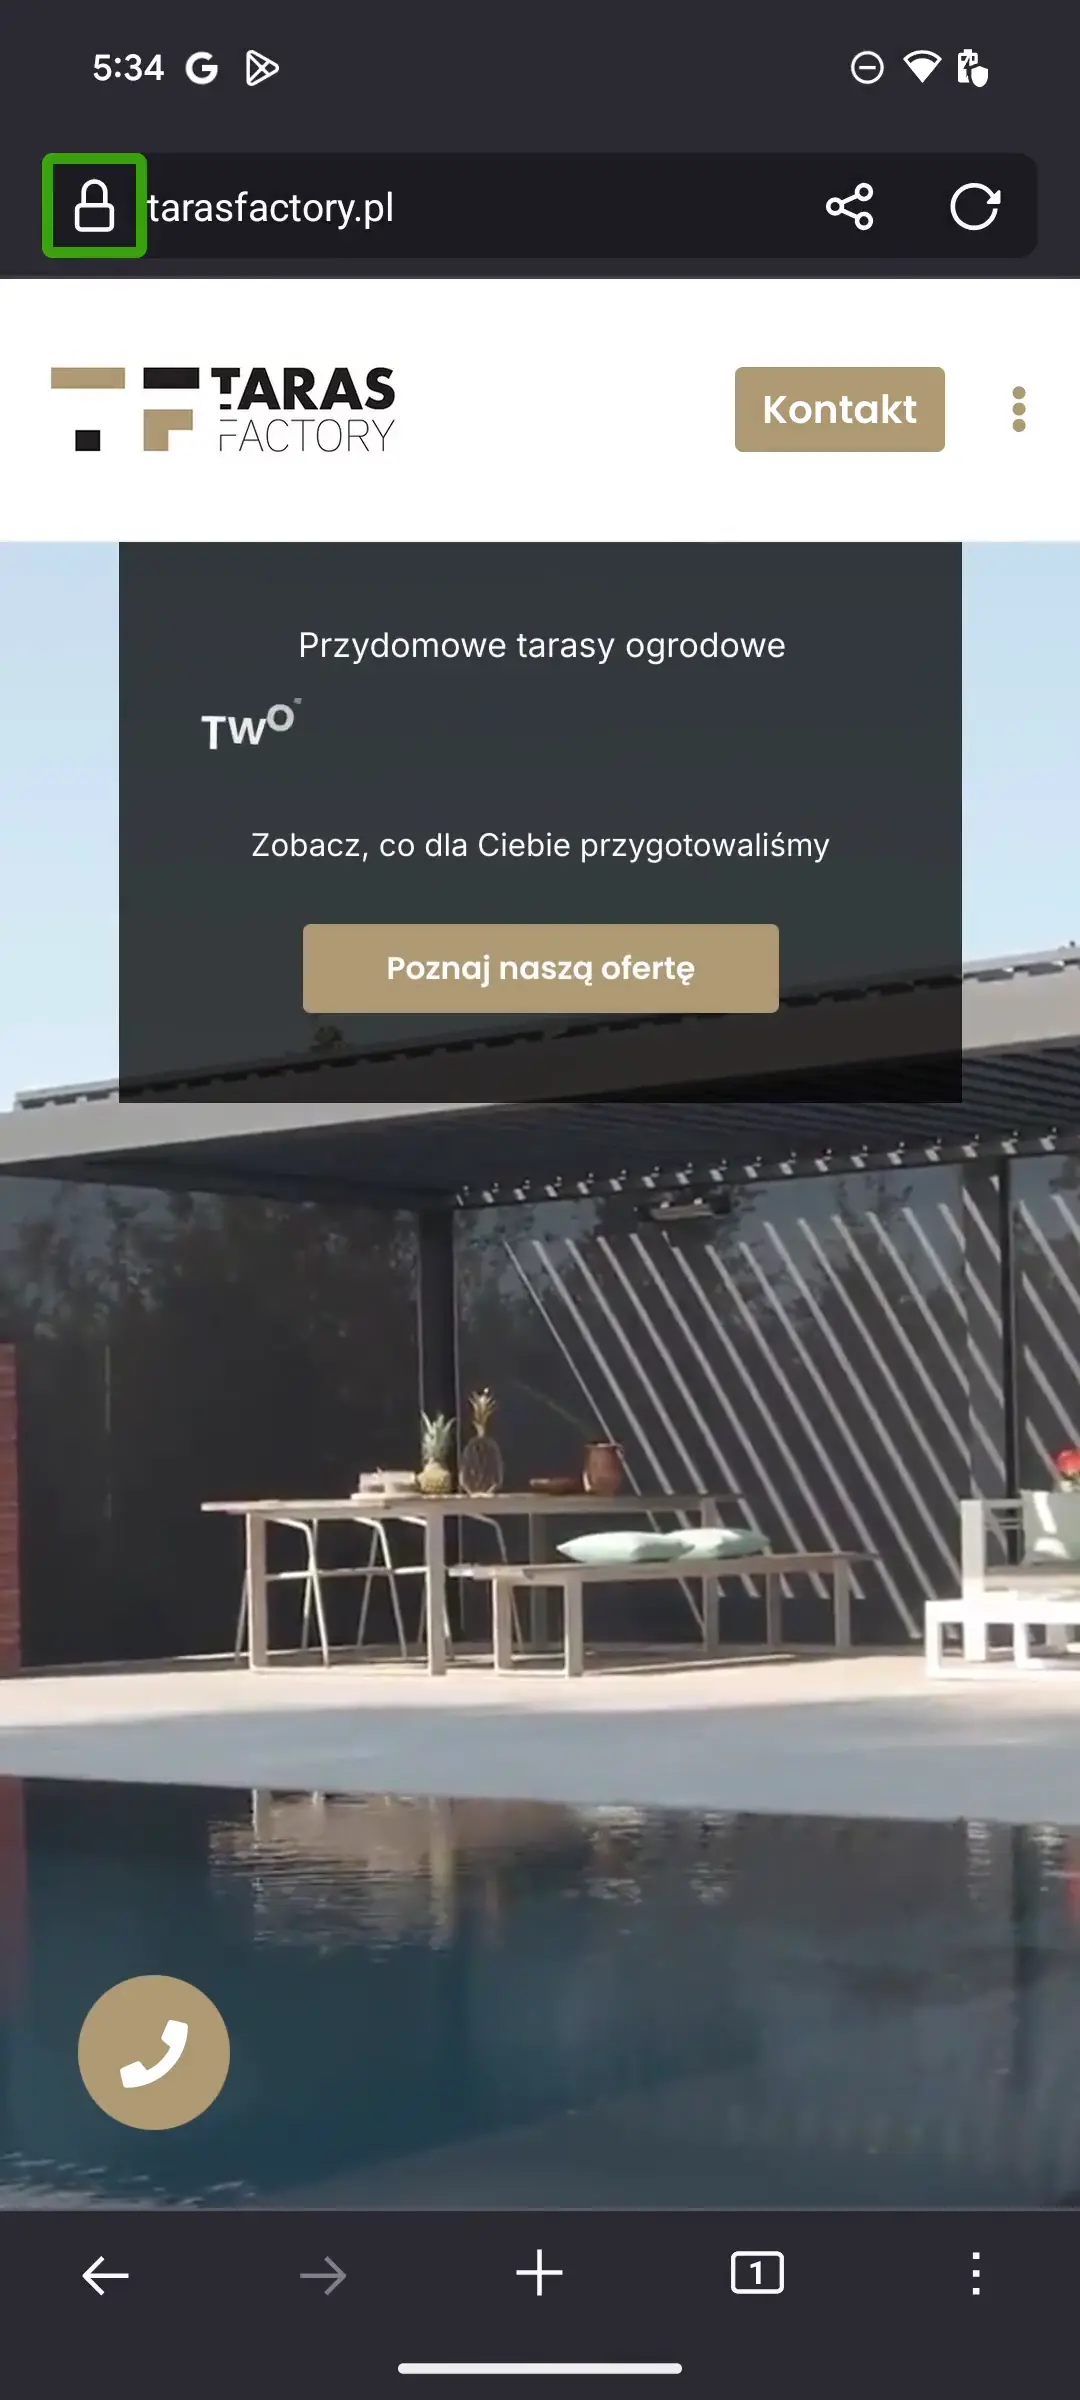 5:34
tarasfactory.pl
TARAS
FACTORY
Kontakt
Przydomowe tarasy ogrodowe
TWO
Zobacz, co dla Ciebie przygotowaliśmy
Poznaj naszą ofertę
1